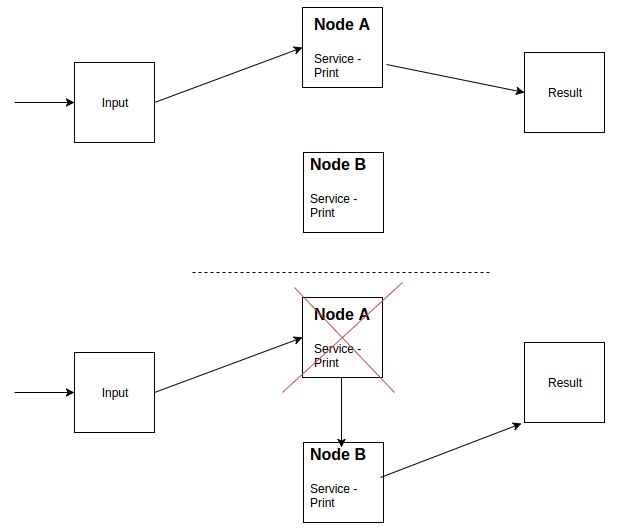 Node A
Service -
Print
Input
Result
Node B
Service -
Print
Node A
Service -
Print
Input
Result
Node B
Service -
Print